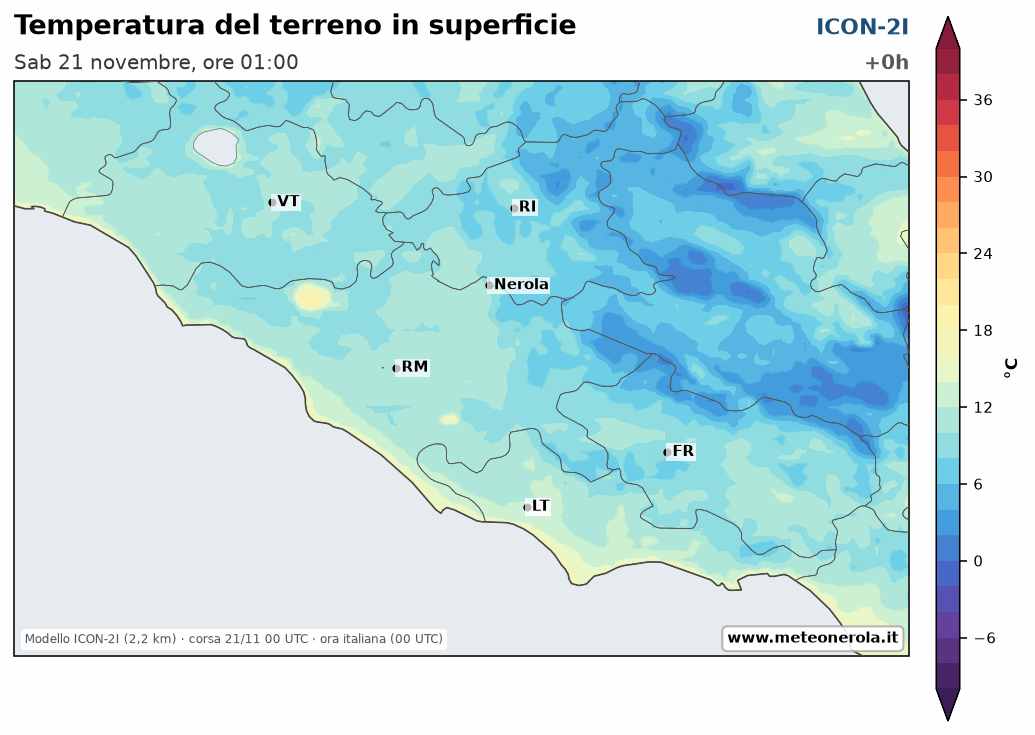 Temperatura del terreno in superficie
ICON-2I
Sab 21 novembre, ore 01:00
+0h
VT
RI
Nerola
RM
FR
LT
36
30
24
18
12
6
0
−6
°C
Modello ICON-2I (2,2 km) · corsa 21/11 00 UTC · ora italiana (00 UTC)
www.meteonerola.it